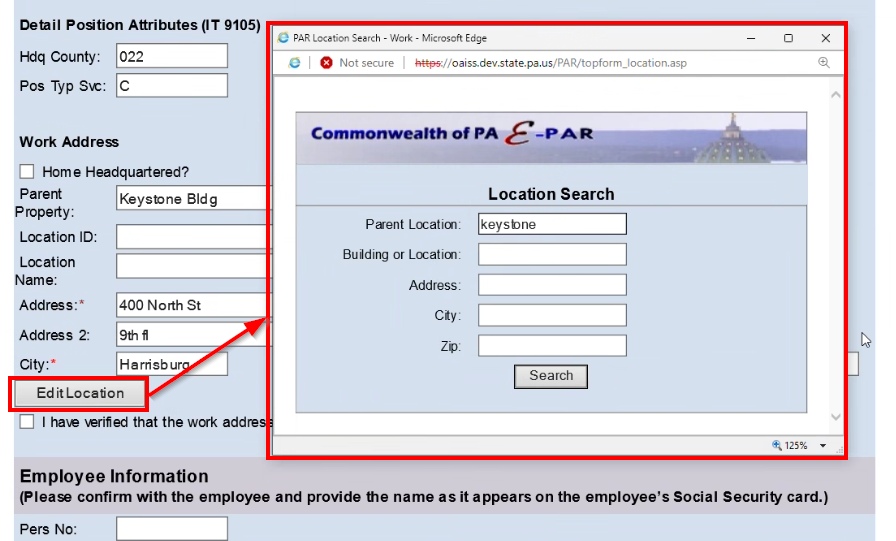 Detail Position Attributes (IT 9105)
Hdq County: 022
Pos Typ Svc: C
Work Address
Home Headquartered?
Parent Property: Keystone Bldg
Location ID:
Location Name:
Address:* 400 North St
Address 2: 9th fl
City:* Harrisburg
Edit Location
I have verified that the work address
PAR Location Search - Work - Microsoft Edge
Not secure | https://oaiss.dev.state.pa.us/PAR/topform_location.asp
Commonwealth of PA E-PAR
Location Search
Parent Location: keystone
Building or Location:
Address:
City:
Zip:
Search
125%
Employee Information
(Please confirm with the employee and provide the name as it appears on the employee's Social Security card.)
Pers No: